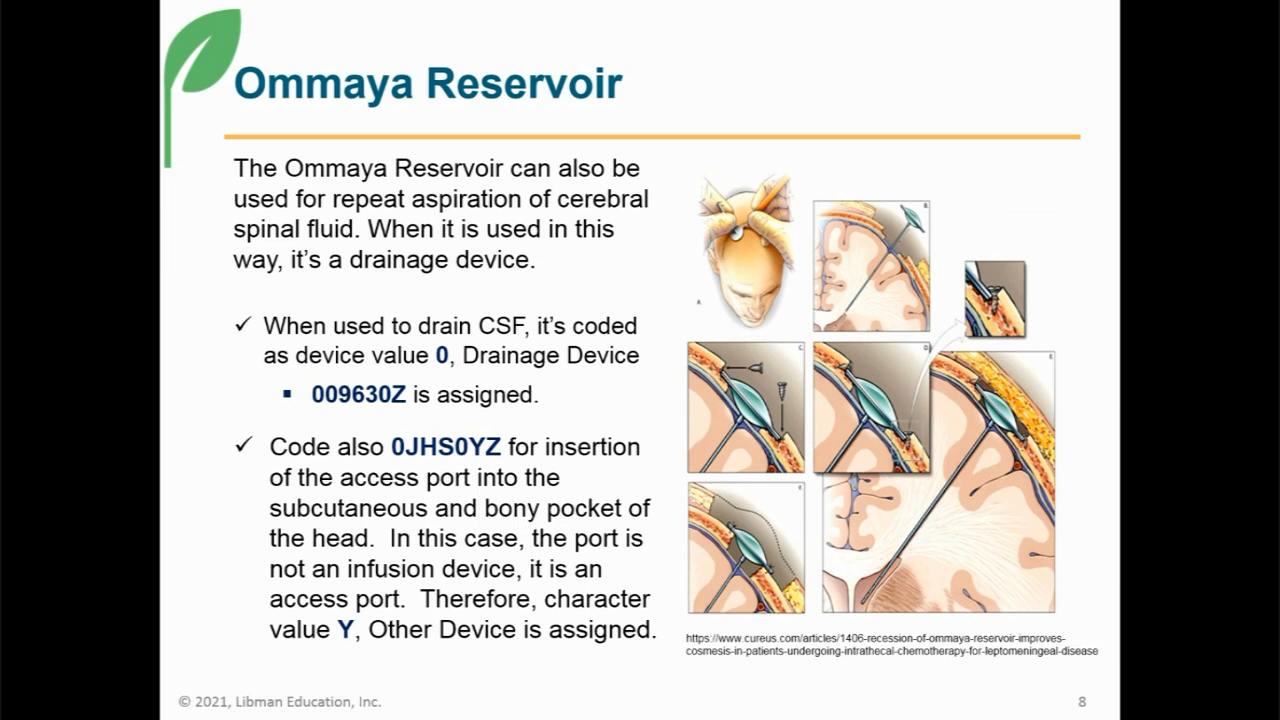 Ommaya Reservoir
The Ommaya Reservoir can also be
used for repeat aspiration of cerebral
spinal fluid. When it is used in this
way, it's a drainage device.
✓ When used to drain CSF, it's coded
as device value 0, Drainage Device
▪ 009630Z is assigned.
✓ Code also 0JHS0YZ for insertion
of the access port into the
subcutaneous and bony pocket of
the head. In this case, the port is
not an infusion device, it is an
access port. Therefore, character
value Y, Other Device is assigned.
https://www.cureus.com/articles/1406-recession-of-ommaya-reservoir-improves-
cosmesis-in-patients-undergoing-intrathecal-chemotherapy-for-leptomeningeal-disease
© 2021, Libman Education, Inc.
8